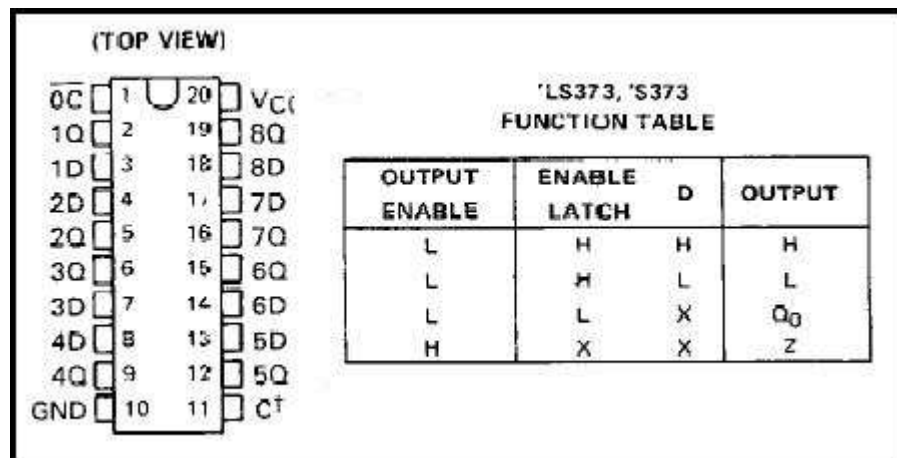 (TOP VIEW)
0C 1 20 VC(
1Q 2 19 8Q
1D 3 18 8D
2D 4 17 7D
2Q 5 16 7Q
3Q 6 15 6Q
3D 7 14 6D
4D 8 13 5D
4Q 9 12 5Q
GND 10 11 C†
'LS373, 'S373
FUNCTION TABLE
OUTPUT ENABLE D OUTPUT
ENABLE LATCH
L H H H
L H L L
L L X Q0
H X X Z